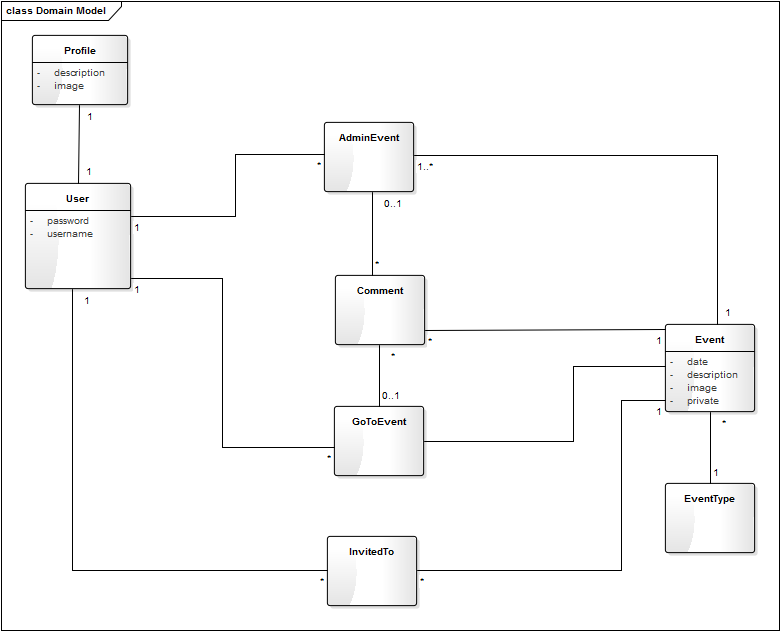 class Domain Model
Profile
- description
- image
1
1
User
- password
- username
1
1
1
AdminEvent
*
1..*
0..1
*
Comment
*
1
*
0..1
GoToEvent
*
1
Event
- date
- description
- image
- private
1
*
1
EventType
InvitedTo
*
*